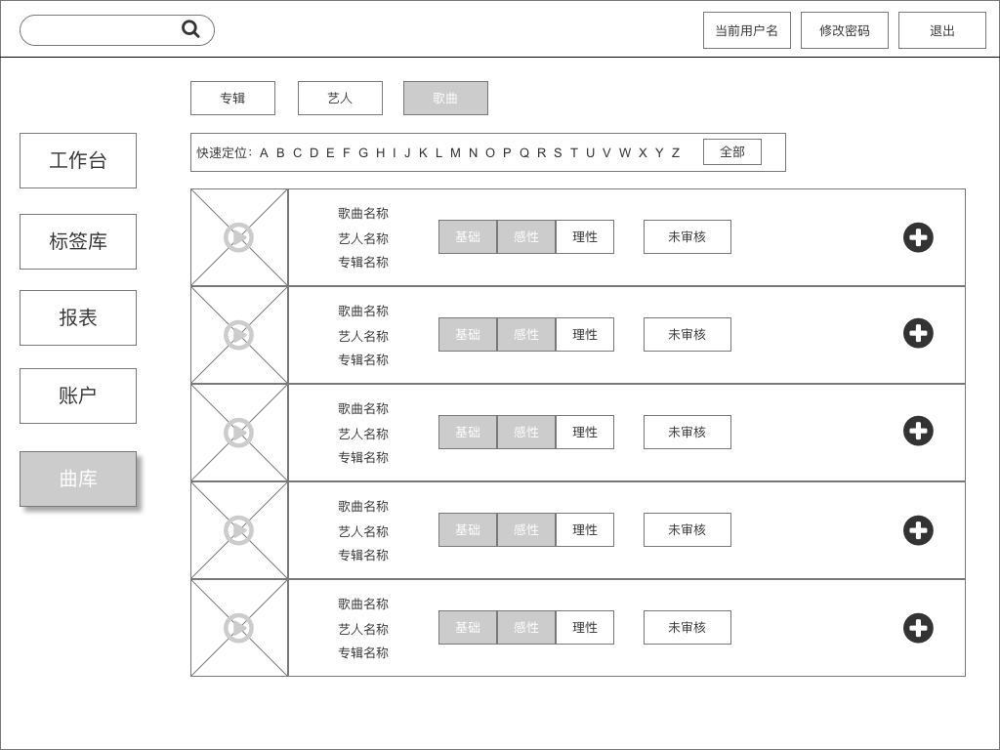 当前用户名 修改密码 退出
专辑 艺人 歌曲
工作台
标签库
报表
账户
曲库
快速定位: A B C D E F G H I J K L M N O P Q R S T U V W X Y Z 全部
歌曲名称
艺人名称
专辑名称
基础 感性 理性 未审核
歌曲名称
艺人名称
专辑名称
基础 感性 理性 未审核
歌曲名称
艺人名称
专辑名称
基础 感性 理性 未审核
歌曲名称
艺人名称
专辑名称
基础 感性 理性 未审核
歌曲名称
艺人名称
专辑名称
基础 感性 理性 未审核